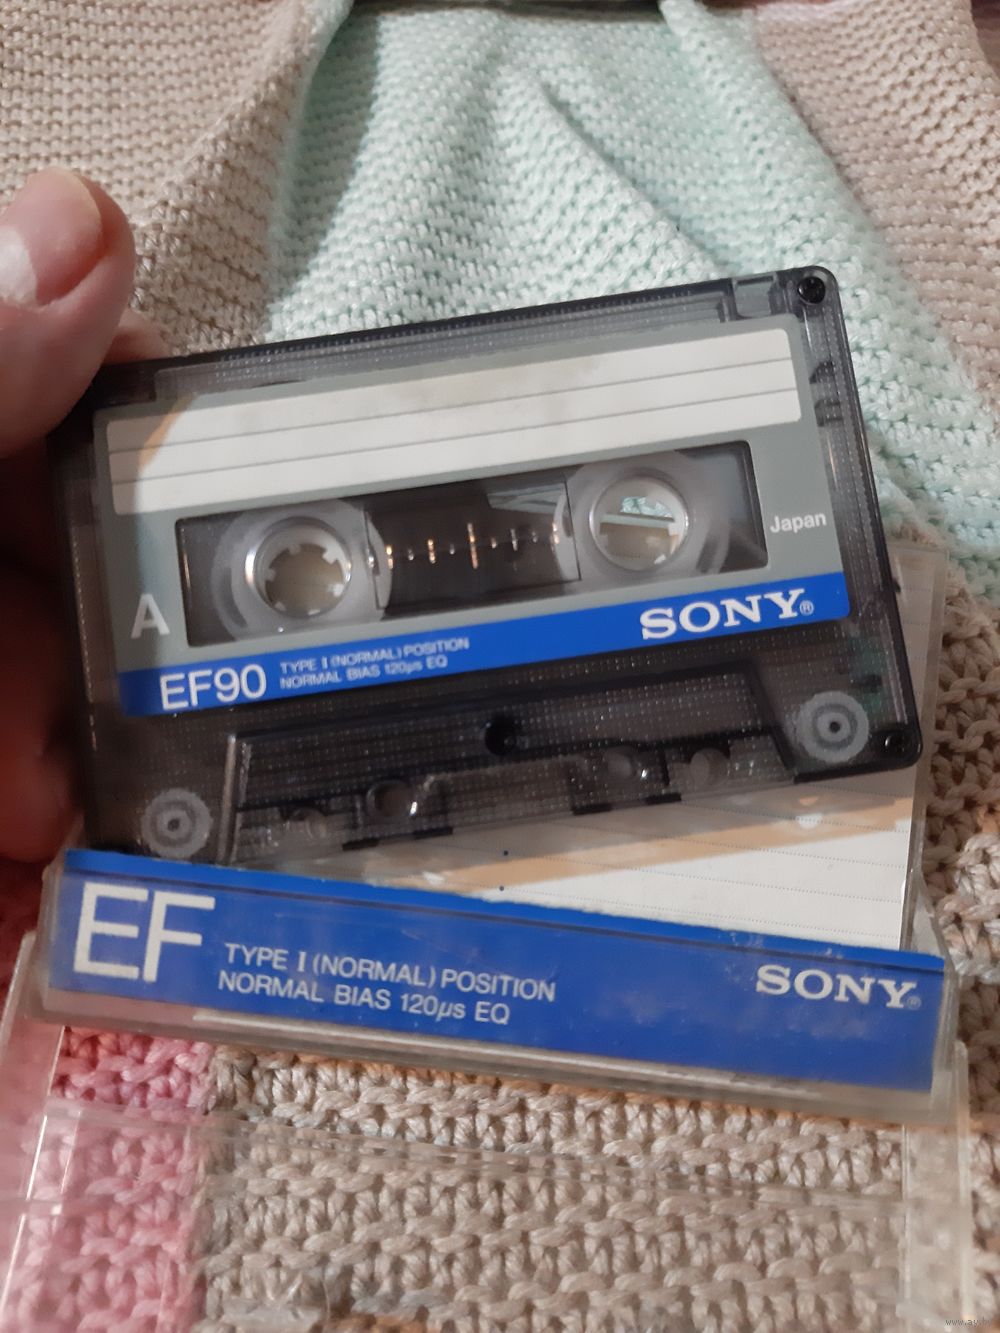 Japan
A
SONY®
EF90
TYPE I (NORMAL) POSITION
NORMAL BIAS 120µs EQ
EF
TYPE I (NORMAL) POSITION
NORMAL BIAS 120µs EQ
SONY®